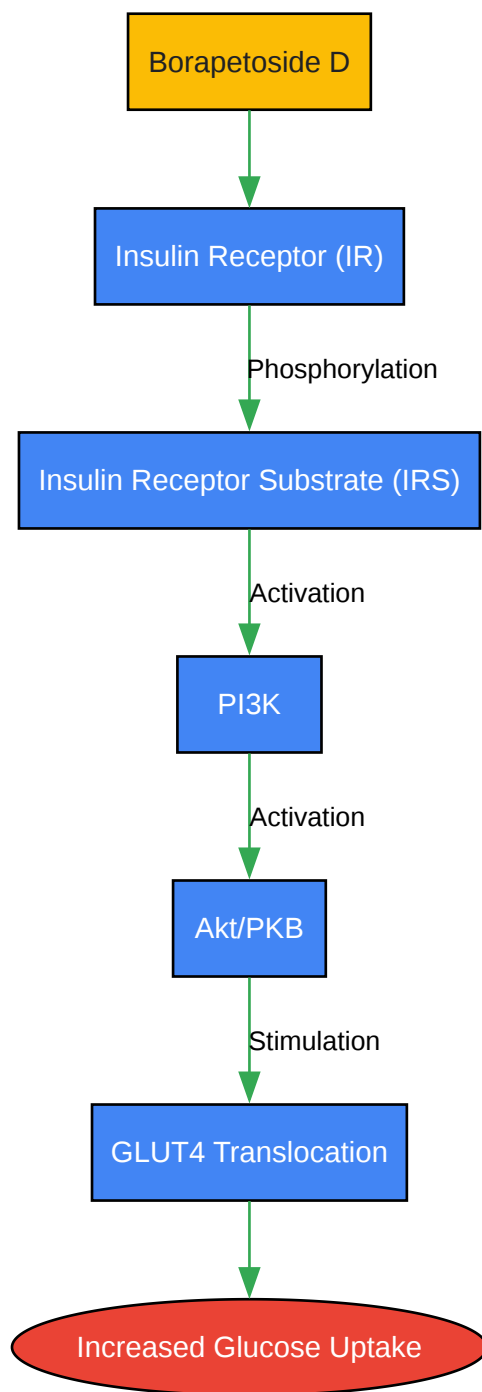 Borapetoside D
Insulin Receptor (IR)
Phosphorylation
Insulin Receptor Substrate (IRS)
Activation
PI3K
Activation
Akt/PKB
Stimulation
GLUT4 Translocation
Increased Glucose Uptake